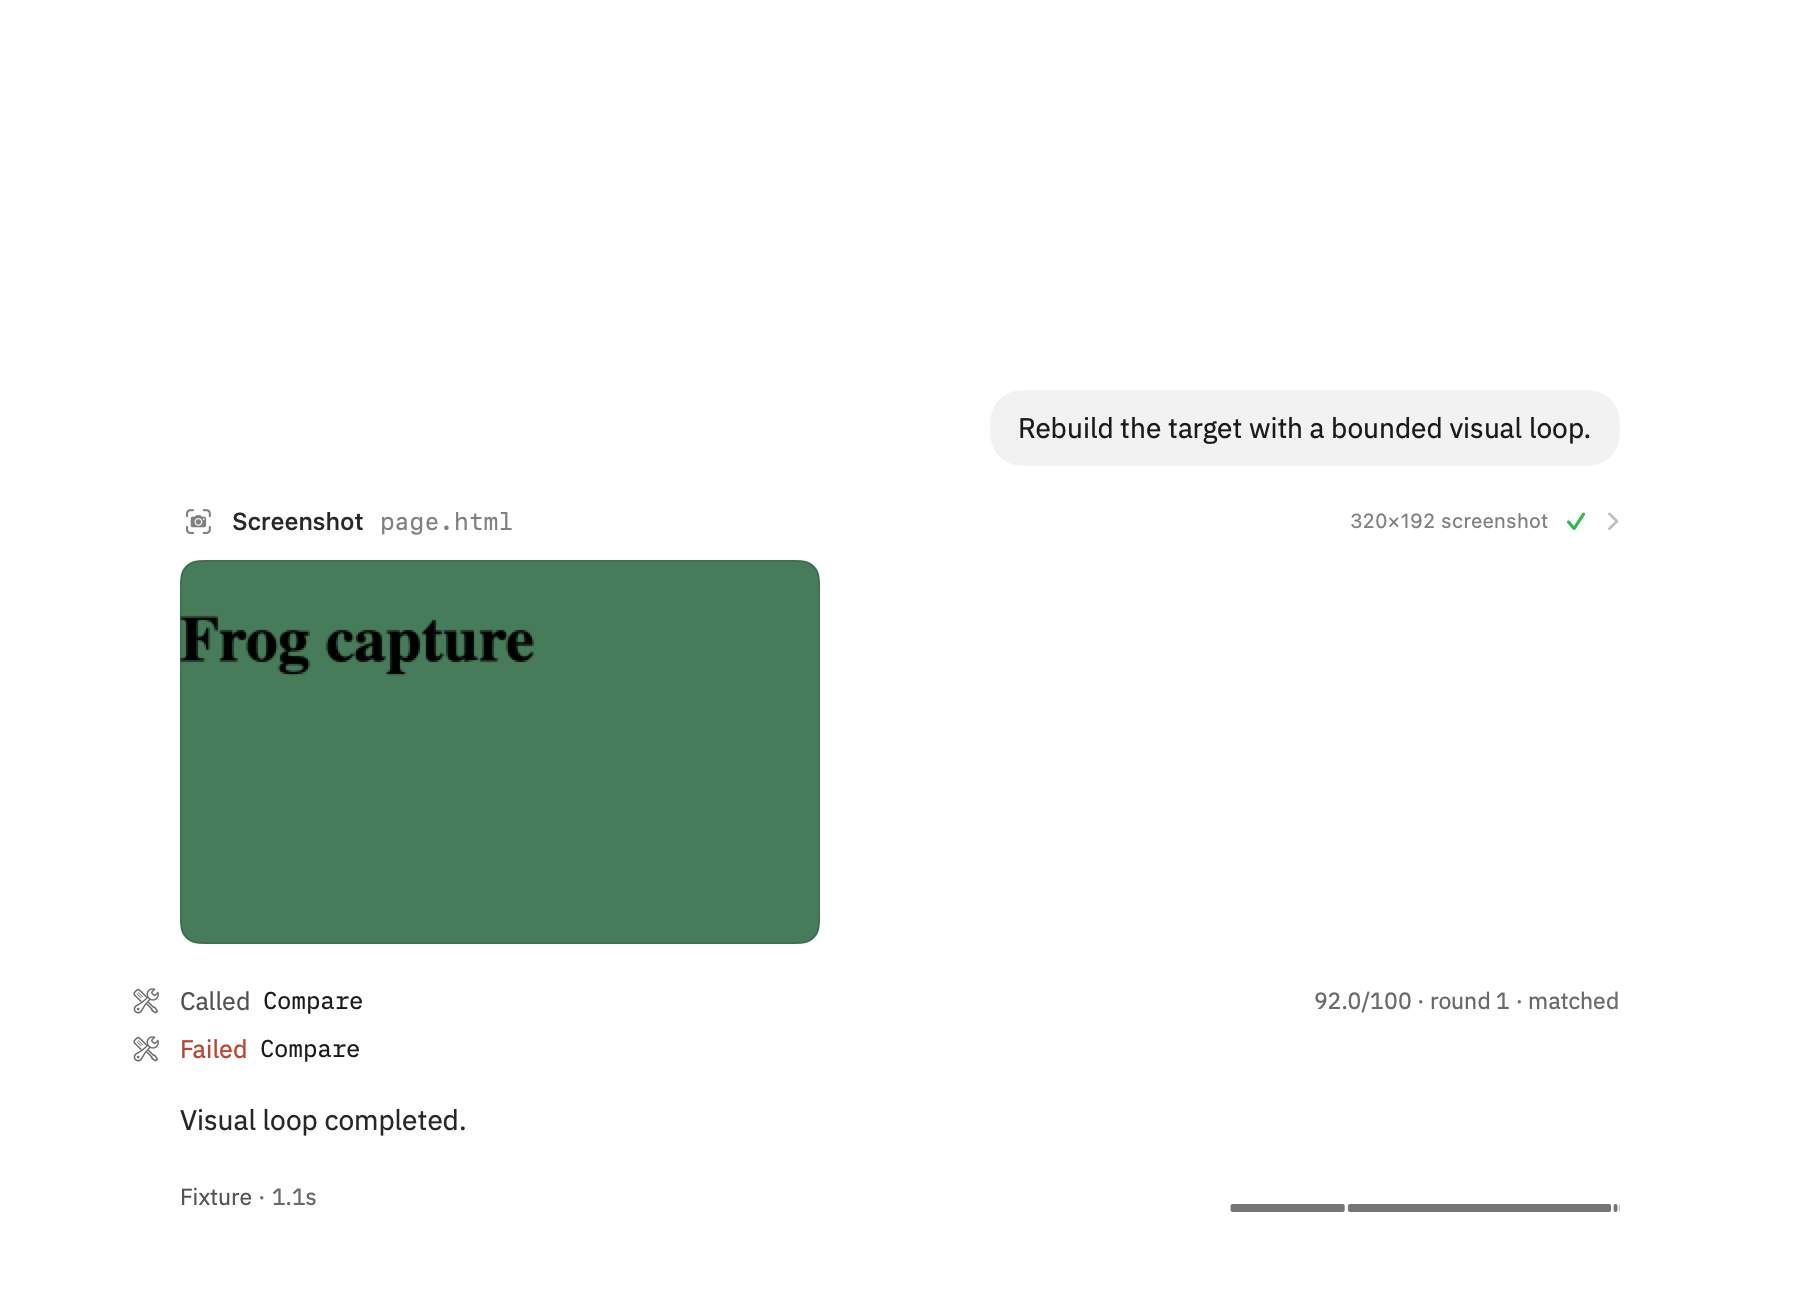 Rebuild the target with a bounded visual loop.
Screenshot page.html 320×192 screenshot
Frog capture
Called Compare 92.0/100 · round 1 · matched
Failed Compare
Visual loop completed.
Fixture · 1.1s